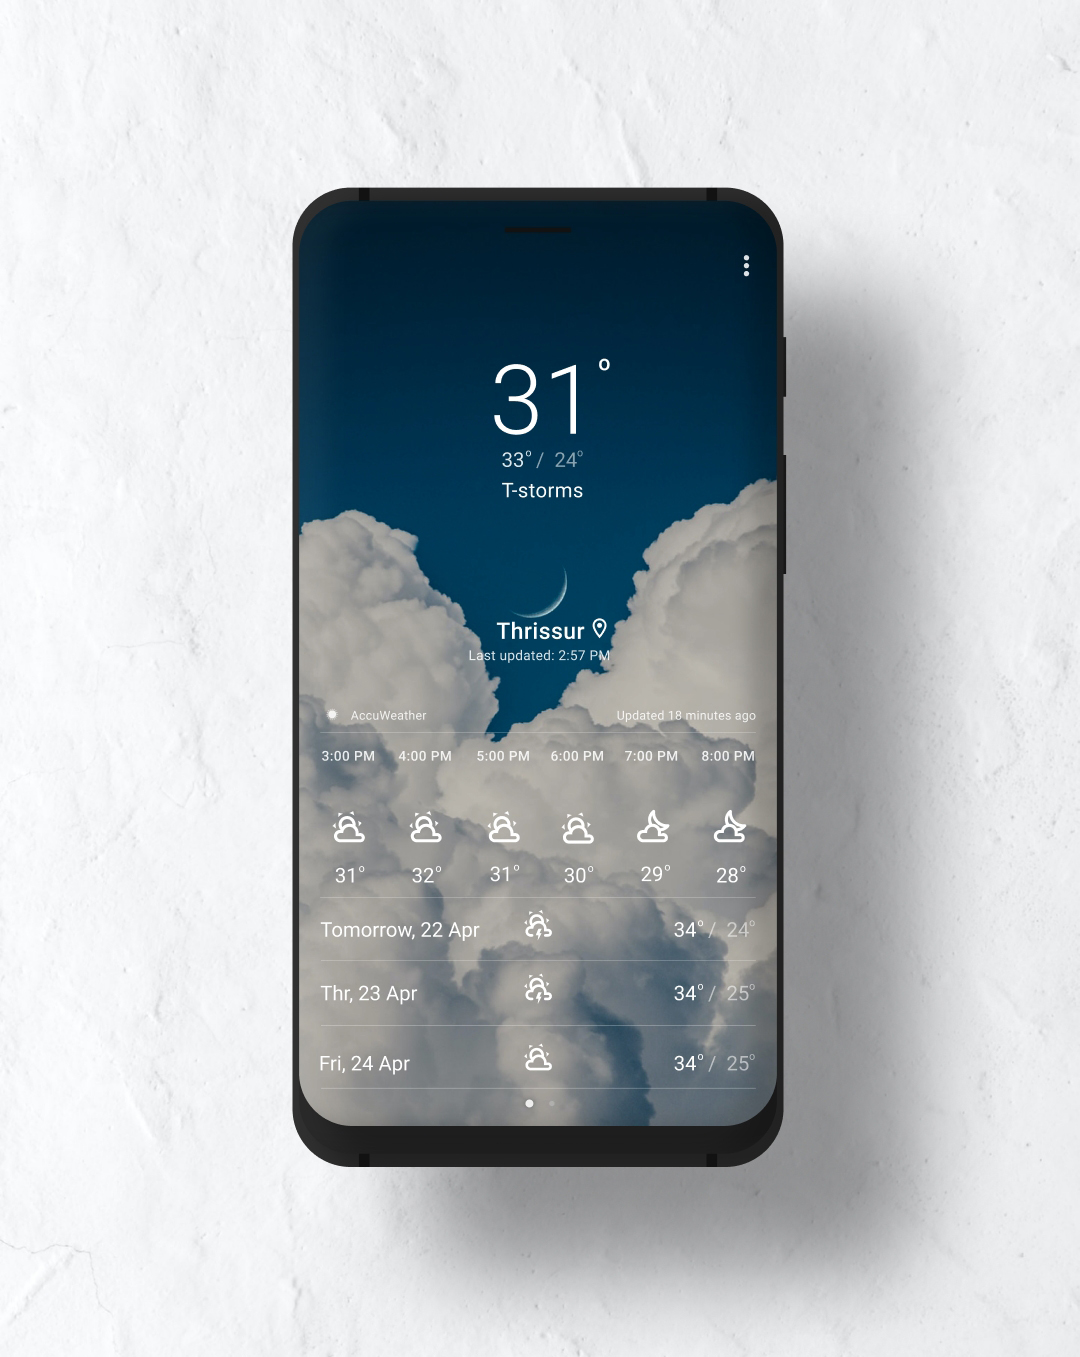 31°
33° / 24°
T-storms
Thrissur
Last updated: 2:57 PM
AccuWeather Updated 18 minutes ago
3:00 PM 4:00 PM 5:00 PM 6:00 PM 7:00 PM 8:00 PM
31° 32° 31° 30° 29° 28°
Tomorrow, 22 Apr 34° / 24°
Thr, 23 Apr 34° / 25°
Fri, 24 Apr 34° / 25°